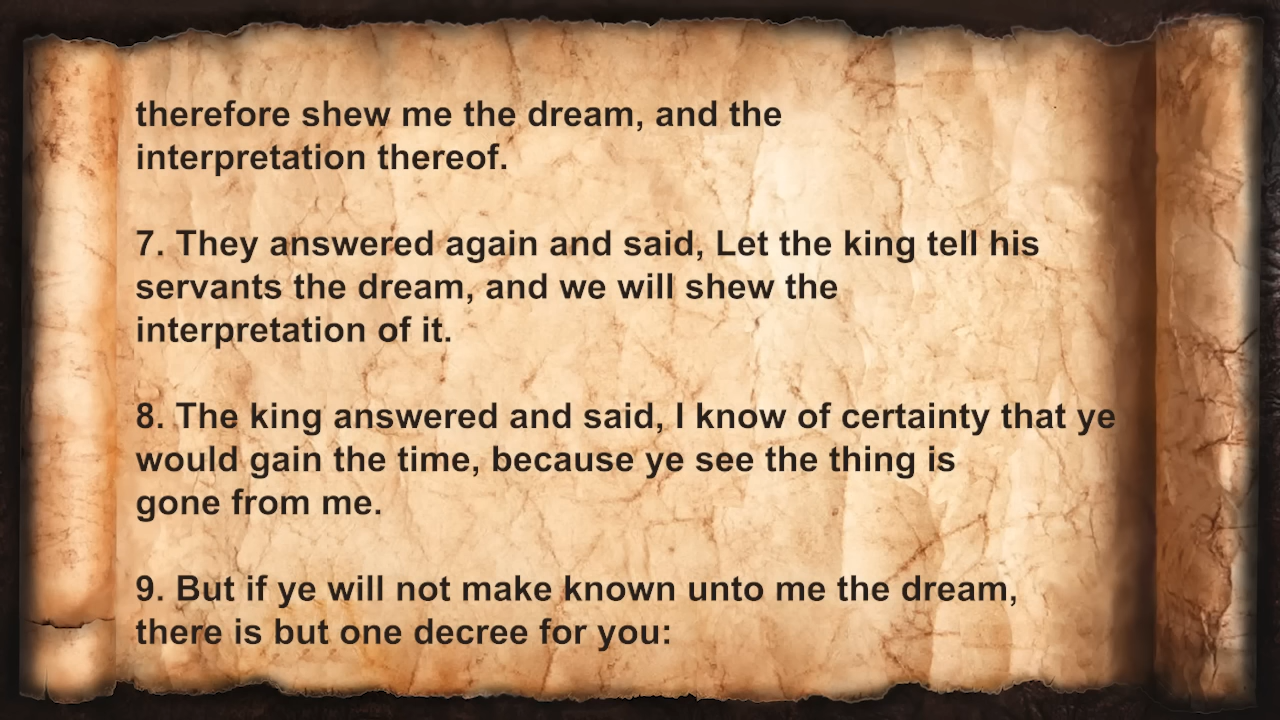 therefore shew me the dream, and the
interpretation thereof.
7. They answered again and said, Let the king tell his
servants the dream, and we will shew the
interpretation of it.
8. The king answered and said, I know of certainty that ye
would gain the time, because ye see the thing is
gone from me.
9. But if ye will not make known unto me the dream,
there is but one decree for you: